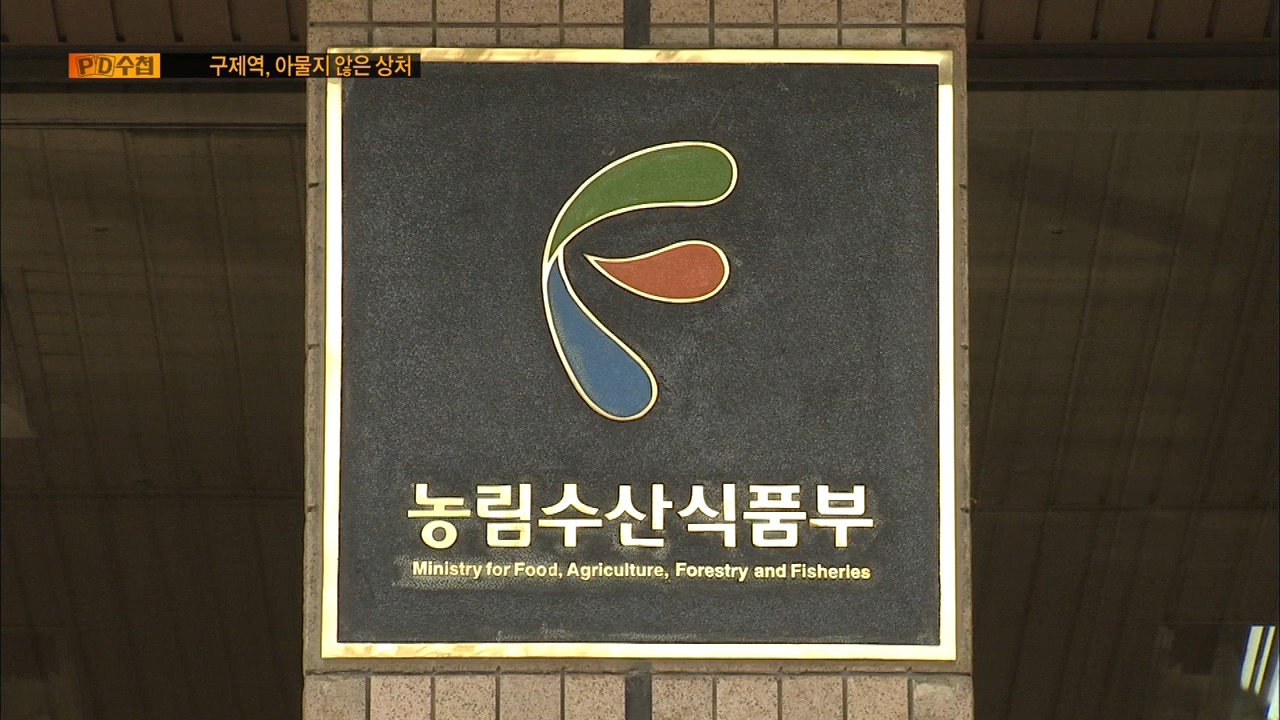 PD수첩 구제역, 아물지 않은 상처
농림수산식품부
Ministry for Food, Agriculture, Forestry and Fisheries